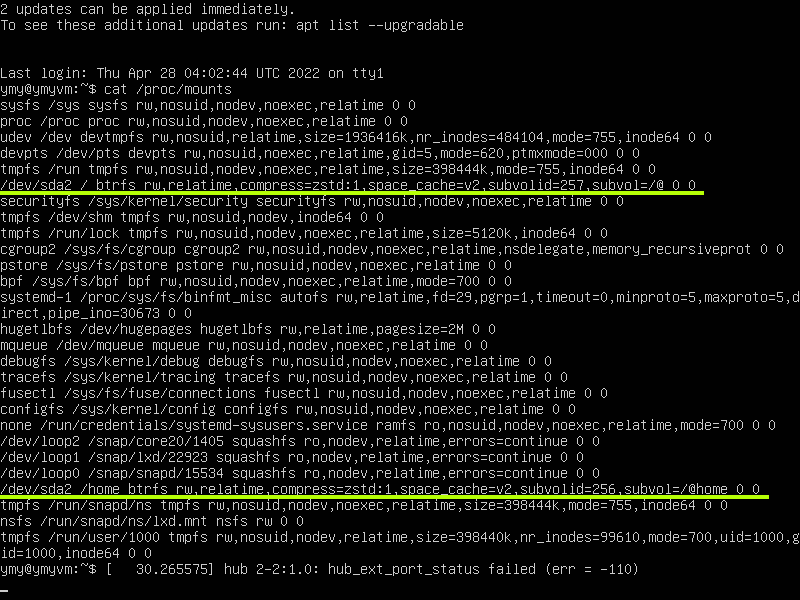 2 updates can be applied immediately.
To see these additional updates run: apt list --upgradable
Last login: Thu Apr 28 04:02:44 UTC 2022 on tty1
ymy@ymyvm:~$ cat /proc/mounts
sysfs /sys sysfs rw,nosuid,nodev,noexec,relatime 0 0
proc /proc proc rw,nosuid,nodev,noexec,relatime 0 0
udev /dev devtmpfs rw,nosuid,relatime,size=1936416k,nr_inodes=484104,mode=755,inode64 0 0
devpts /dev/pts devpts rw,nosuid,noexec,relatime,gid=5,mode=620,ptmxmode=000 0 0
tmpfs /run tmpfs rw,nosuid,nodev,noexec,relatime,size=398444k,mode=755,inode64 0 0
/dev/sda2 / btrfs rw,relatime,compress=zstd:1,space_cache=v2,subvolid=257,subvol=/@ 0 0
securityfs /sys/kernel/security securityfs rw,nosuid,nodev,noexec,relatime 0 0
tmpfs /dev/shm tmpfs rw,nosuid,nodev,inode64 0 0
tmpfs /run/lock tmpfs rw,nosuid,nodev,noexec,relatime,size=5120k,inode64 0 0
cgroup2 /sys/fs/cgroup cgroup2 rw,nosuid,nodev,noexec,relatime,nsdelegate,memory_recursiveprot 0 0
pstore /sys/fs/pstore pstore rw,nosuid,nodev,noexec,relatime 0 0
bpf /sys/fs/bpf bpf rw,nosuid,nodev,noexec,relatime,mode=700 0 0
systemd-1 /proc/sys/fs/binfmt_misc autofs rw,relatime,fd=29,pgrp=1,timeout=0,minproto=5,maxproto=5,d
irect,pipe_ino=30673 0 0
hugetlbfs /dev/hugepages hugetlbfs rw,relatime,pagesize=2M 0 0
mqueue /dev/mqueue mqueue rw,nosuid,nodev,noexec,relatime 0 0
debugfs /sys/kernel/debug debugfs rw,nosuid,nodev,noexec,relatime 0 0
tracefs /sys/kernel/tracing tracefs rw,nosuid,nodev,noexec,relatime 0 0
fusectl /sys/fs/fuse/connections fusectl rw,nosuid,nodev,noexec,relatime 0 0
configfs /sys/kernel/config configfs rw,nosuid,nodev,noexec,relatime 0 0
none /run/credentials/systemd-sysusers.service ramfs ro,nosuid,nodev,noexec,relatime,mode=700 0 0
/dev/loop2 /snap/core20/1405 squashfs ro,nodev,relatime,errors=continue 0 0
/dev/loop1 /snap/lxd/22923 squashfs ro,nodev,relatime,errors=continue 0 0
/dev/loop0 /snap/snapd/15534 squashfs ro,nodev,relatime,errors=continue 0 0
/dev/sda2 /home btrfs rw,relatime,compress=zstd:1,space_cache=v2,subvolid=256,subvol=/@home 0 0
tmpfs /run/snapd/ns tmpfs rw,nosuid,nodev,noexec,relatime,size=398444k,mode=755,inode64 0 0
nsfs /run/snapd/ns/lxd.mnt nsfs rw 0 0
tmpfs /run/user/1000 tmpfs rw,nosuid,nodev,relatime,size=398440k,nr_inodes=99610,mode=700,uid=1000,g
id=1000,inode64 0 0
ymy@ymyvm:~$ [   30.265575] hub 2-2:1.0: hub_ext_port_status failed (err = -110)